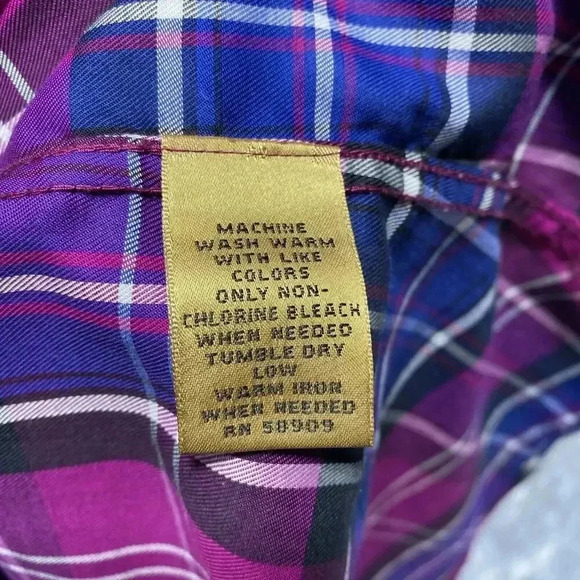 MACHINE
WASH WARM
WITH LIKE
COLORS
ONLY NON-
CHLORINE BLEACH
WHEN NEEDED
TUMBLE DRY
LOW
WARM IRON
WHEN NEEDED
RN 58909